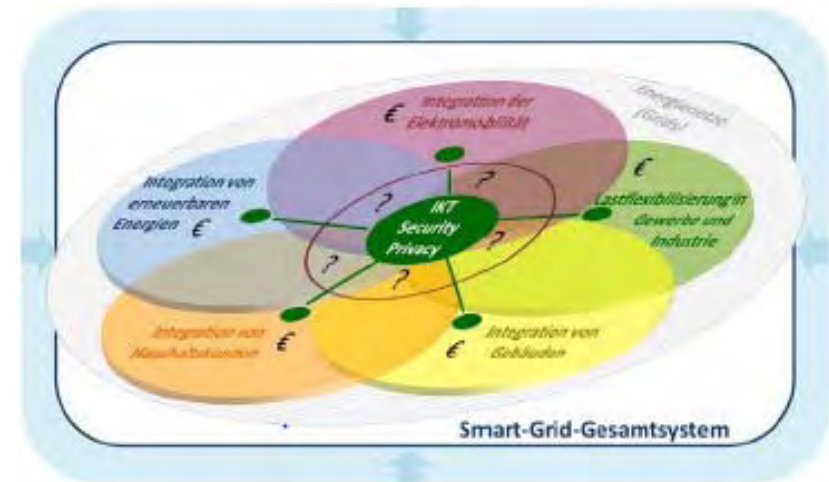 €
Integration der
Elektromobilität
Energienetze
(Grids)
€
Lastflexibilisierung in
Gewerbe und
Industrie
Integration von
erneuerbaren
Energien €
?
?
IKT
Security
Privacy
?
?
?
Integration von
Haushaltskunden €
€
Integration von
Gebäuden
Smart-Grid-Gesamtsystem